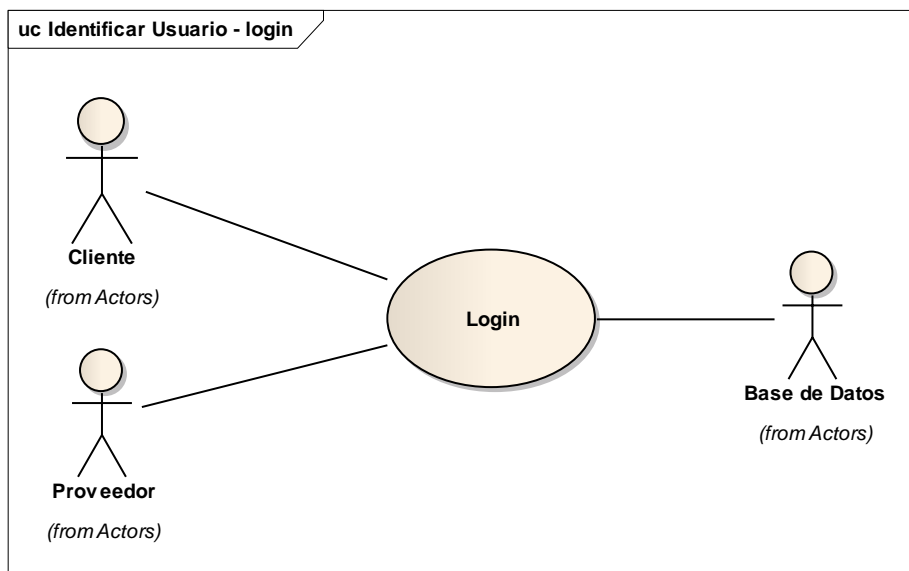 uc Identificar Usuario - login
Cliente
(from Actors)
Login
Base de Datos
(from Actors)
Proveedor
(from Actors)